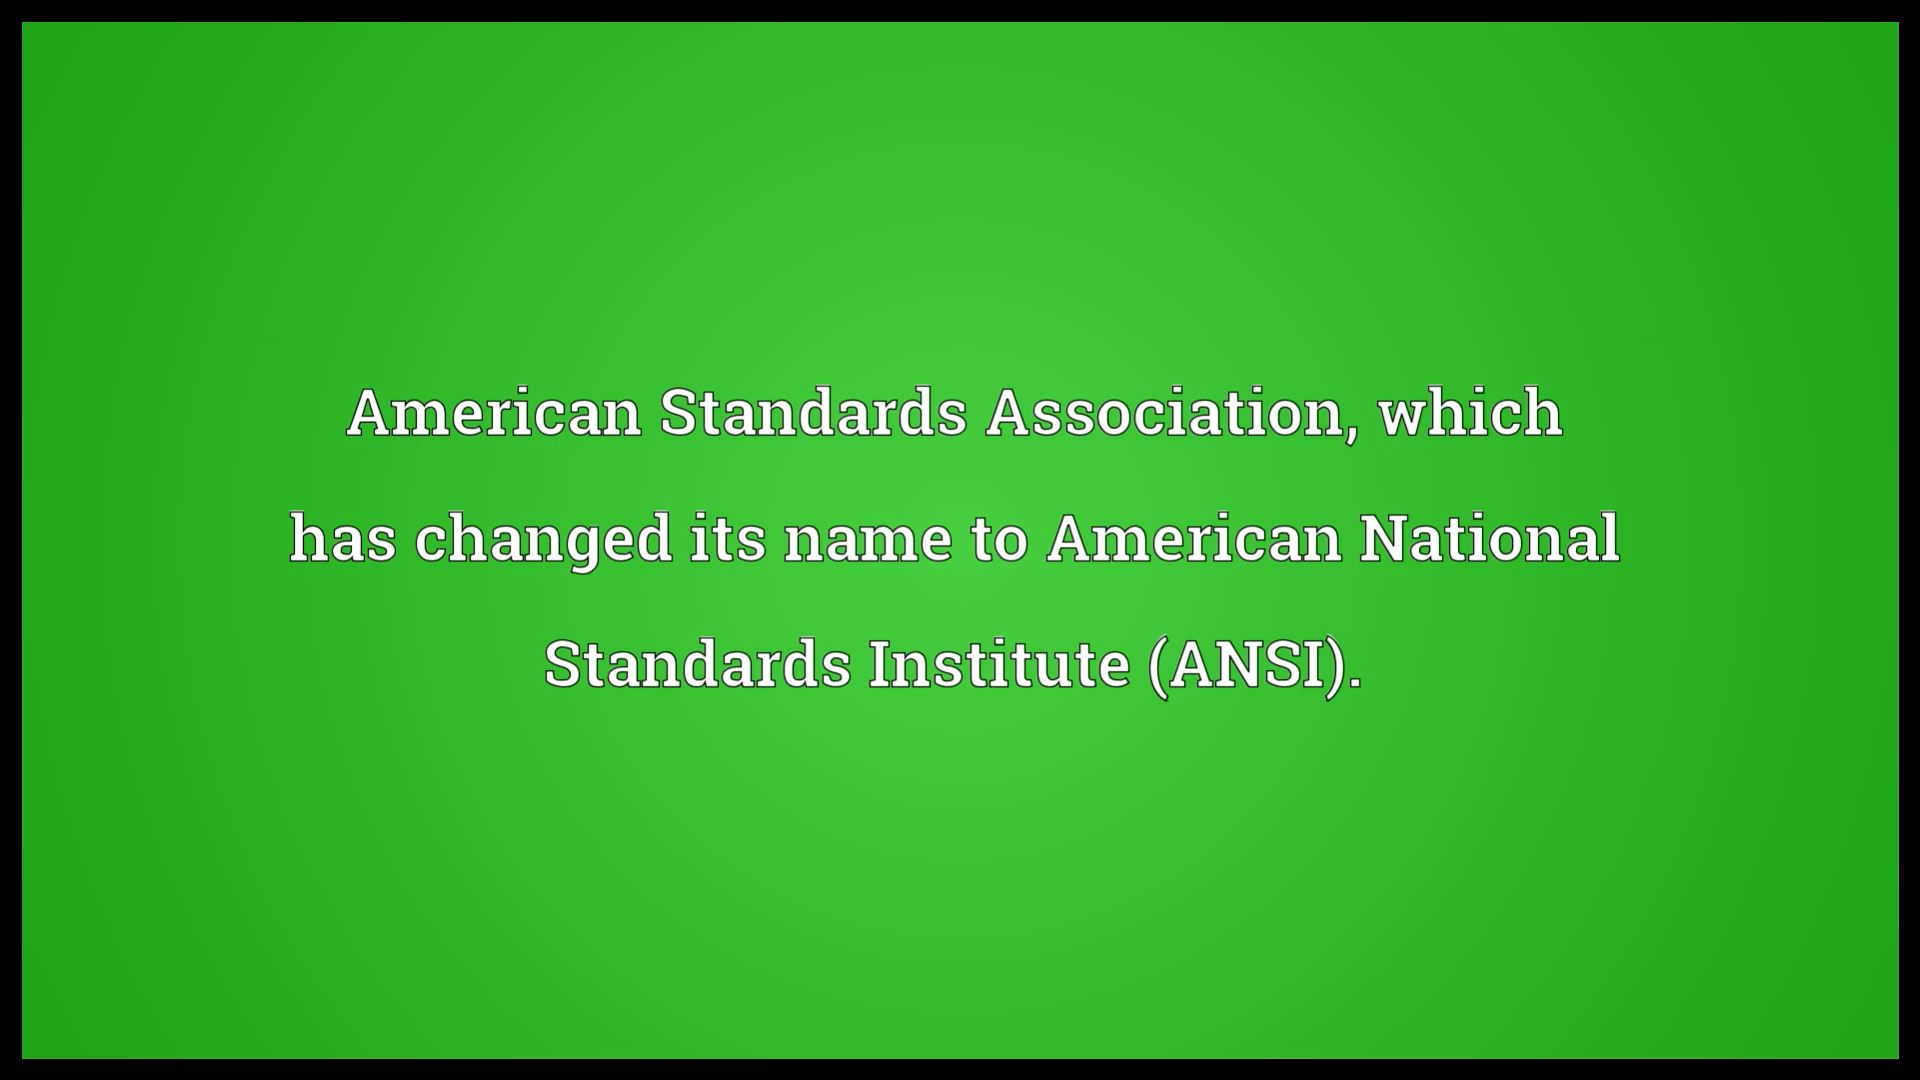 American Standards Association, which
has changed its name to American National
Standards Institute (ANSI).